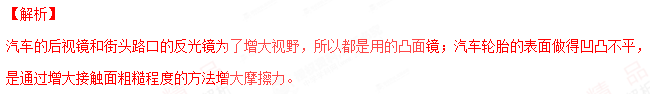 【解析】
汽车的后视镜和街头路口的反光镜为了增大视野，所以都是用的凸面镜；汽车轮胎的表面做得凹凸不平，
是通过增大接触面粗糙程度的方法增大摩擦力。